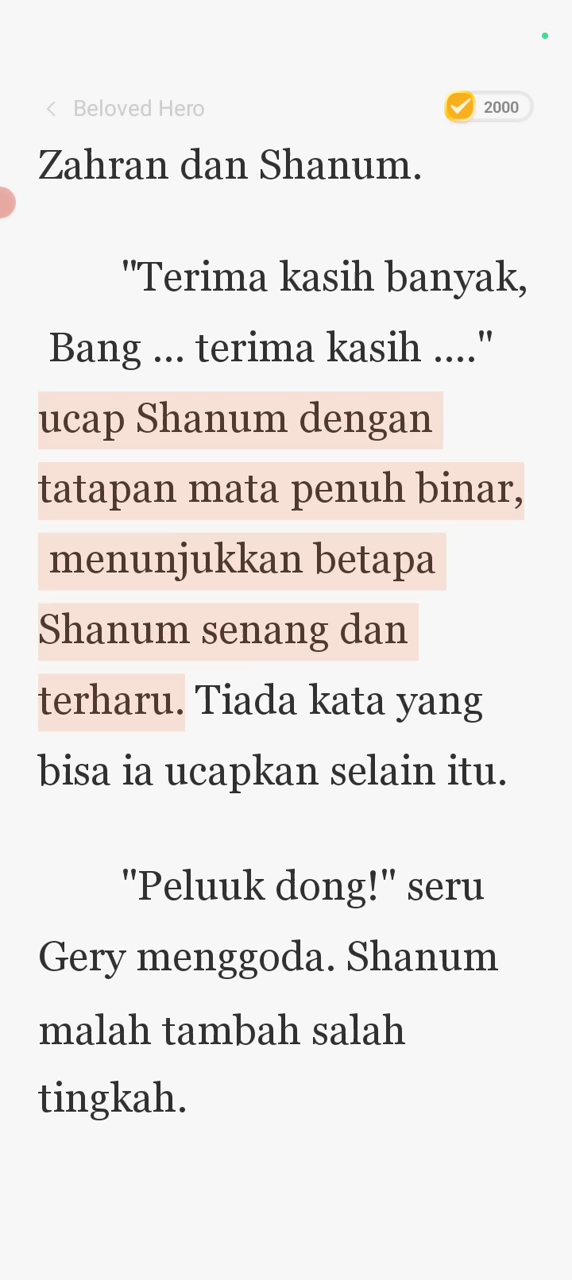 Beloved Hero
2000
Zahran dan Shanum.
"Terima kasih banyak,
Bang ... terima kasih ...."
ucap Shanum dengan
tatapan mata penuh binar,
menunjukkan betapa
Shanum senang dan
terharu. Tiada kata yang
bisa ia ucapkan selain itu.
"Peluuk dong!" seru
Gery menggoda. Shanum
malah tambah salah
tingkah.